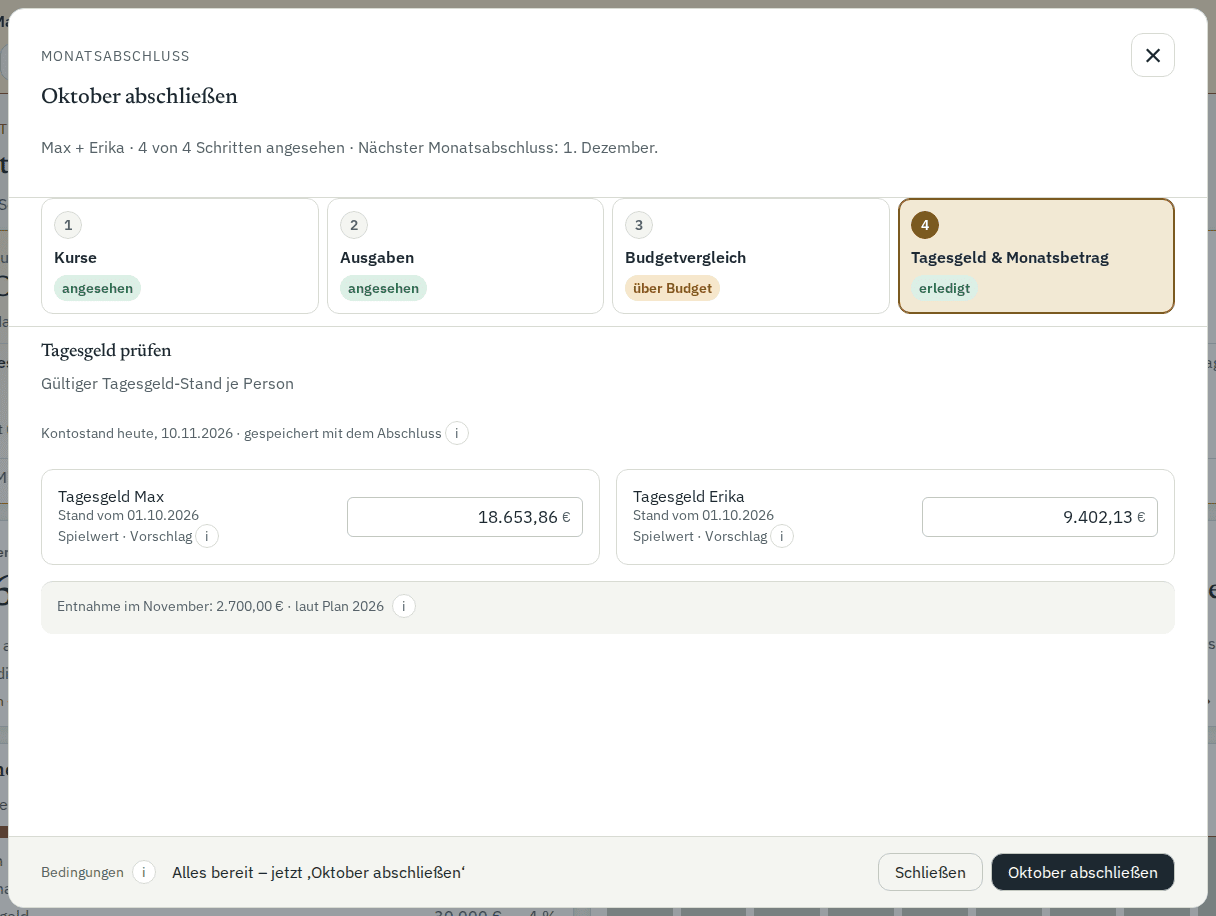 MONATSABSCHLUSS
Oktober abschließen
Max + Erika · 4 von 4 Schritten angesehen · Nächster Monatsabschluss: 1. Dezember.
1
Kurse
angesehen
2
Ausgaben
angesehen
3
Budgetvergleich
über Budget
4
Tagesgeld & Monatsbetrag
erledigt
Tagesgeld prüfen
Gültiger Tagesgeld-Stand je Person
Kontostand heute, 10.11.2026 · gespeichert mit dem Abschluss i
Tagesgeld Max
Stand vom 01.10.2026
Spielwert · Vorschlag i
18.653,86 €
Tagesgeld Erika
Stand vom 01.10.2026
Spielwert · Vorschlag i
9.402,13 €
Entnahme im November: 2.700,00 € · laut Plan 2026 i
Bedingungen i Alles bereit – jetzt ‚Oktober abschließen‘
Schließen
Oktober abschließen